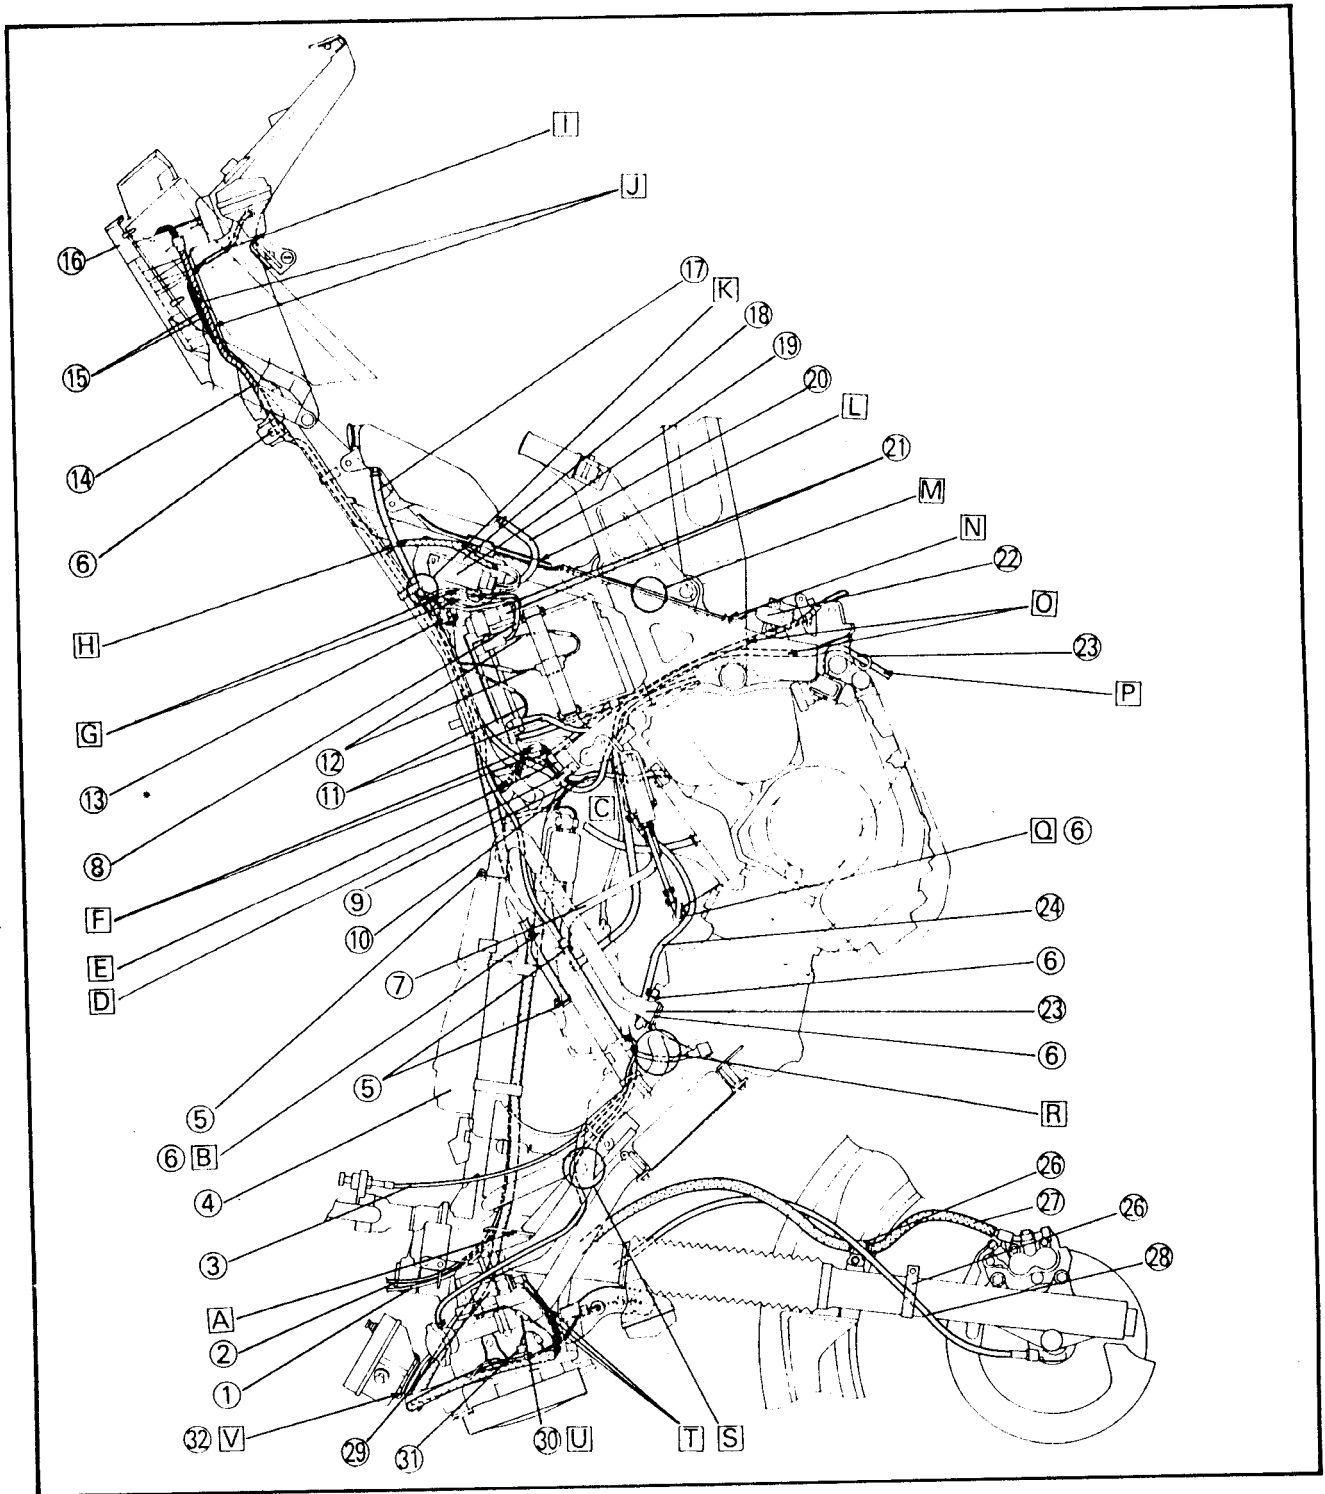 I
J
⑯
⑰
K
⑱
⑮
⑲
⑳
L
⑭
㉑
M
⑥
N
㉒
H
O
㉓
P
G
⑫
⑬
⑪
C
⑧
Q ⑥
⑨
F
㉔
⑩
E
⑦
⑥
D
㉓
⑥
⑤
⑤
R
⑥ B
㉖
④
㉗
㉖
③
㉘
A
②
①
㉜ V
㉙
㉛
㉚ U
T
S